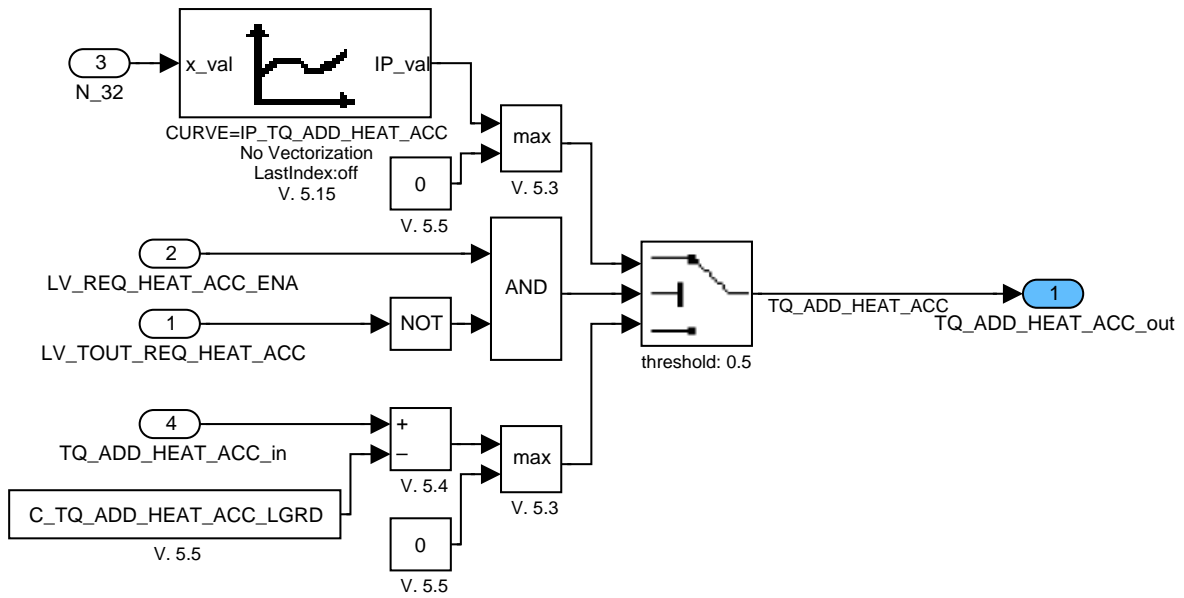 3
N_32
x_val
IP_val
CURVE=IP_TQ_ADD_HEAT_ACC
No Vectorization
LastIndex:off
V. 5.15
0
V. 5.5
max
V. 5.3
2
LV_REQ_HEAT_ACC_ENA
1
LV_TOUT_REQ_HEAT_ACC
NOT
AND
threshold: 0.5
TQ_ADD_HEAT_ACC
1
TQ_ADD_HEAT_ACC_out
4
TQ_ADD_HEAT_ACC_in
+
−
V. 5.4
C_TQ_ADD_HEAT_ACC_LGRD
V. 5.5
0
V. 5.5
max
V. 5.3